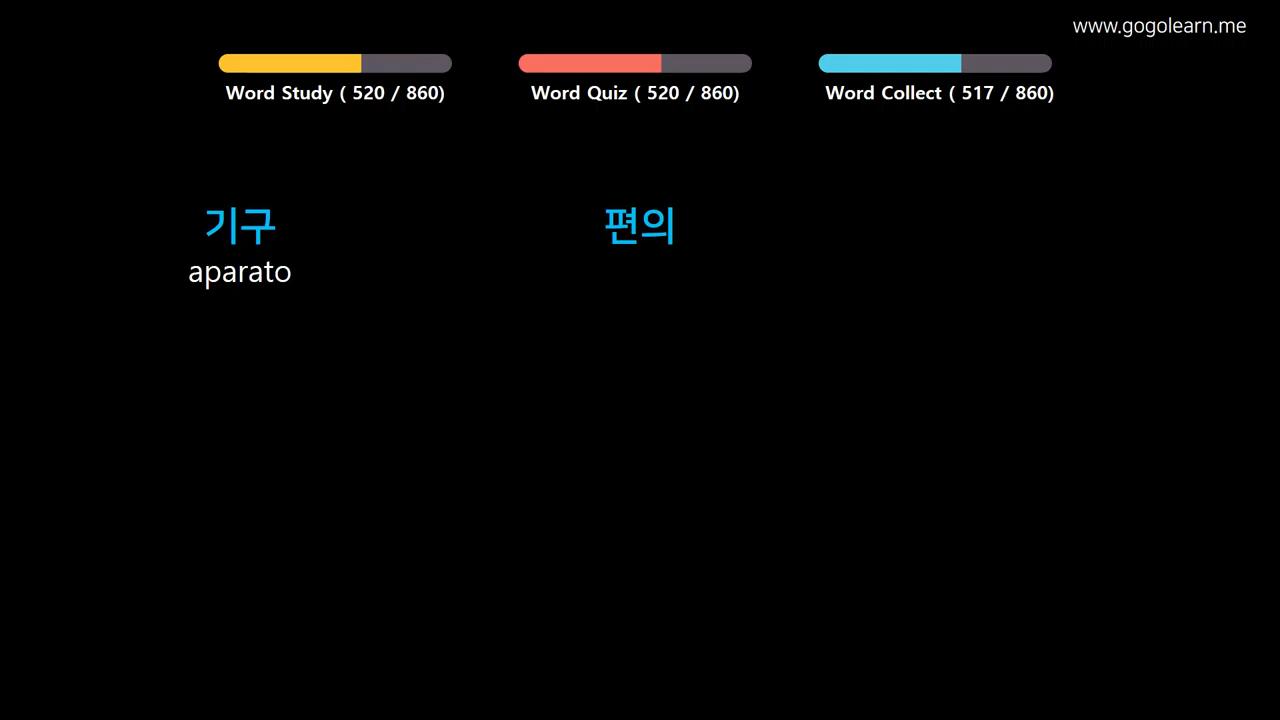 www.gogolearn.me
Word Study ( 520 / 860)
Word Quiz ( 520 / 860)
Word Collect ( 517 / 860)
기구
편의
aparato